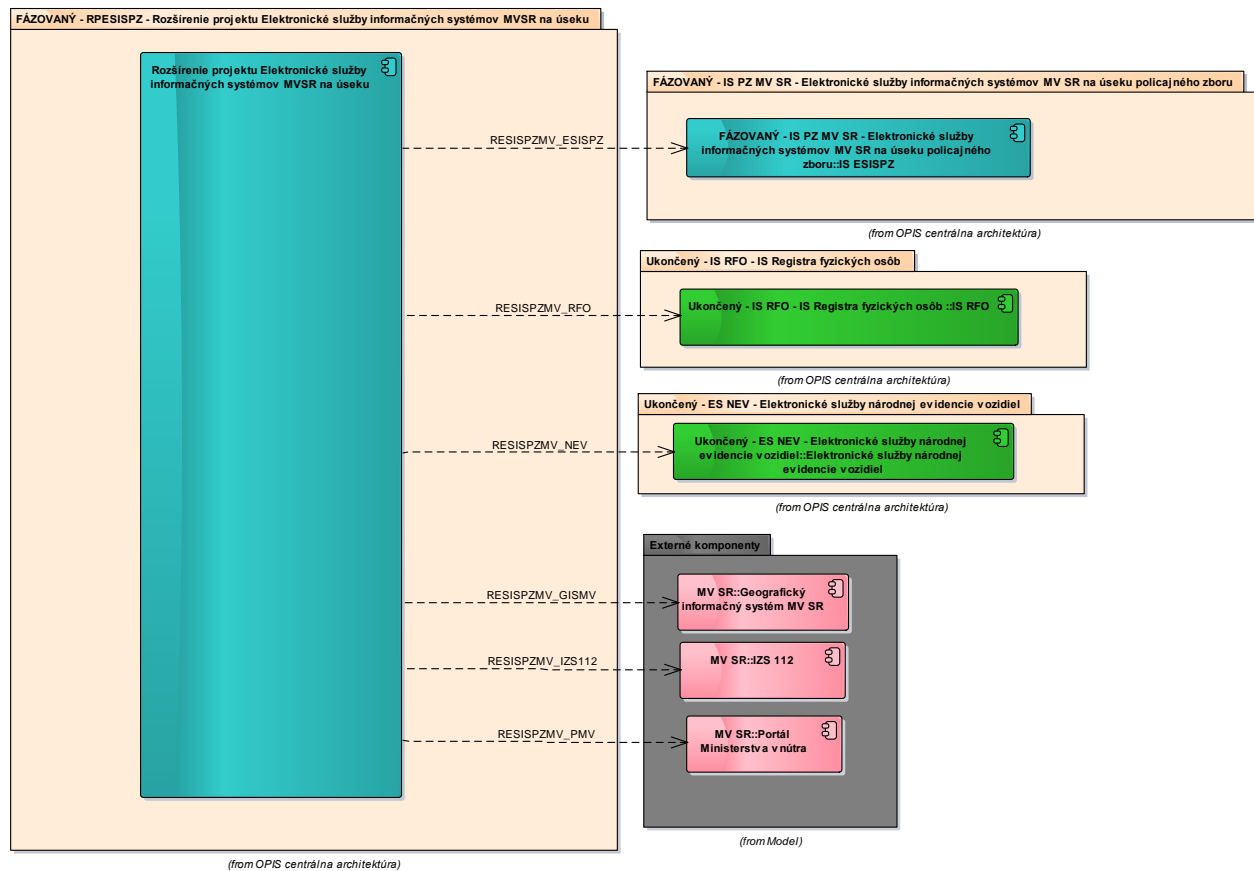 FÁZOVANÝ - RPESISPZ - Rozšírenie projektu Elektronické služby informačných systémov MVSR na úseku
Rozšírenie projektu Elektronické služby
informačných systémov MVSR na úseku
(from OPIS centrálna architektúra)
RESISPZMV_ESISPZ
RESISPZMV_RFO
RESISPZMV_NEV
RESISPZMV_GISMV
RESISPZMV_IZS112
RESISPZMV_PMV
FÁZOVANÝ - IS PZ MV SR - Elektronické služby informačných systémov MV SR na úseku policajného zboru
FÁZOVANÝ - IS PZ MV SR - Elektronické služby
informačných systémov MV SR na úseku policajného
zboru::IS ESISPZ
(from OPIS centrálna architektúra)
Ukončený - IS RFO - IS Registra fyzických osôb
Ukončený - IS RFO - IS Registra fyzických osôb ::IS RFO
(from OPIS centrálna architektúra)
Ukončený - ES NEV - Elektronické služby národnej evidencie vozidiel
Ukončený - ES NEV - Elektronické služby národnej
evidencie vozidiel::Elektronické služby národnej
evidencie vozidiel
(from OPIS centrálna architektúra)
Externé komponenty
MV SR::Geografický
informačný systém MV SR
MV SR::IZS 112
MV SR::Portál
Ministerstva vnútra
(from Model)